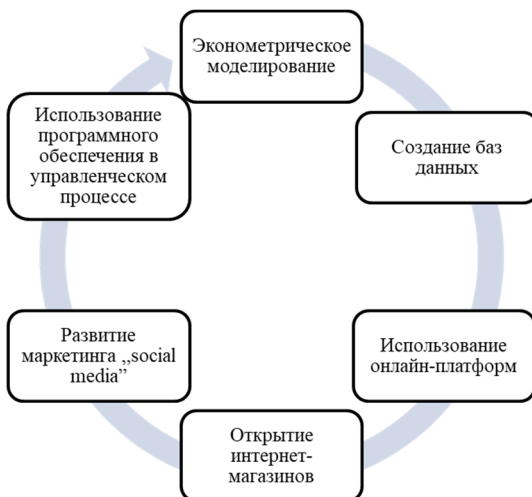 Эконометрическое
моделирование
Создание баз
данных
Использование
онлайн-платформ
Открытие
интернет-
магазинов
Развитие
маркетинга „social
media”
Использование
программного
обеспечения в
управленческом
процессе